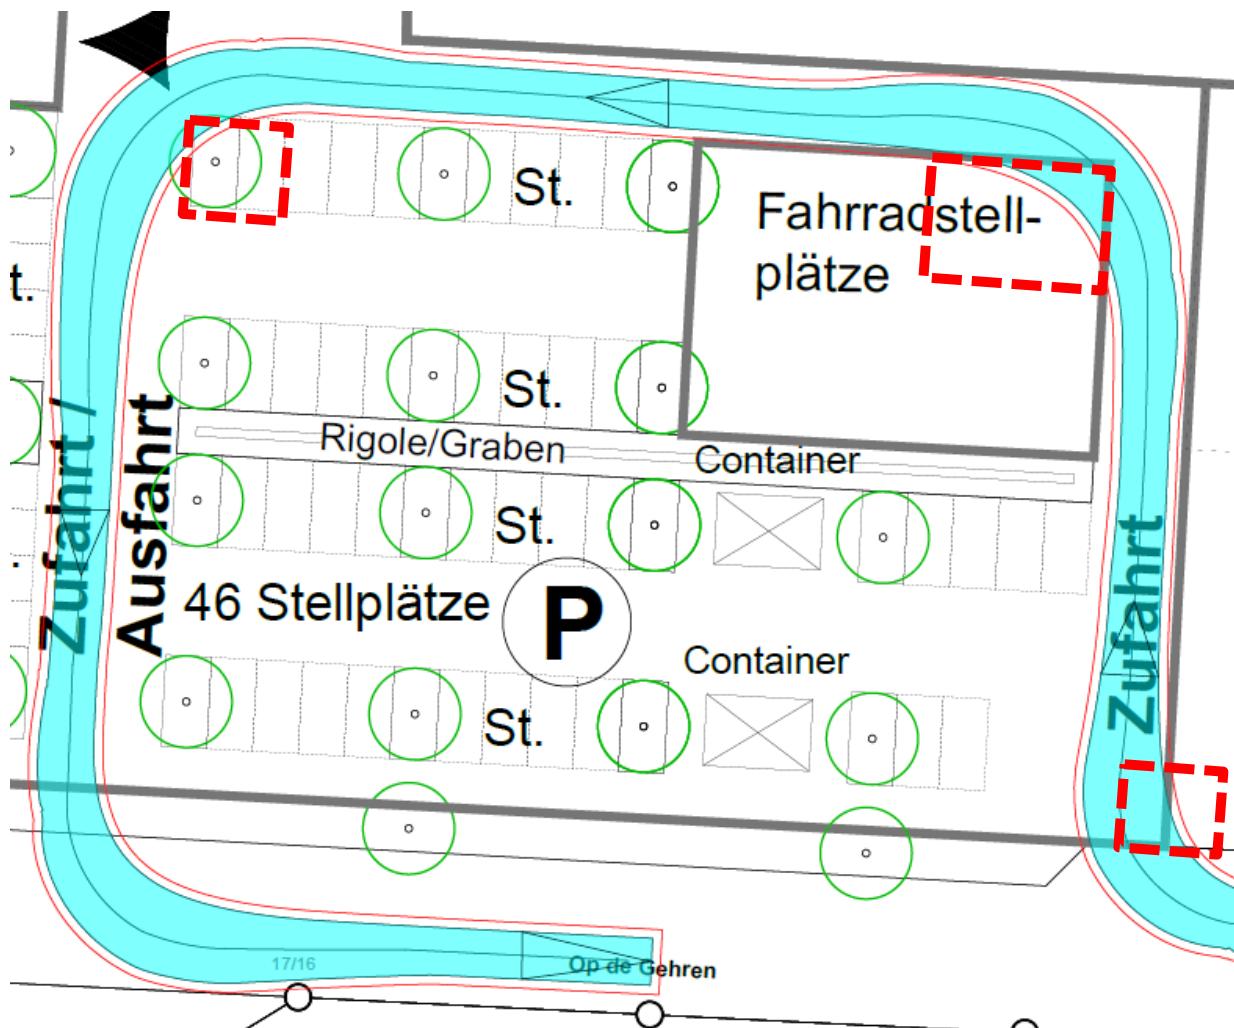 St.
Fahrradstell-
plätze
t.
St.
Rigole/Graben
Container
Zufahrt /
Ausfahrt
St.
Zufahrt
46 Stellplätze
P
Container
St.
17/16
Op de Gehren